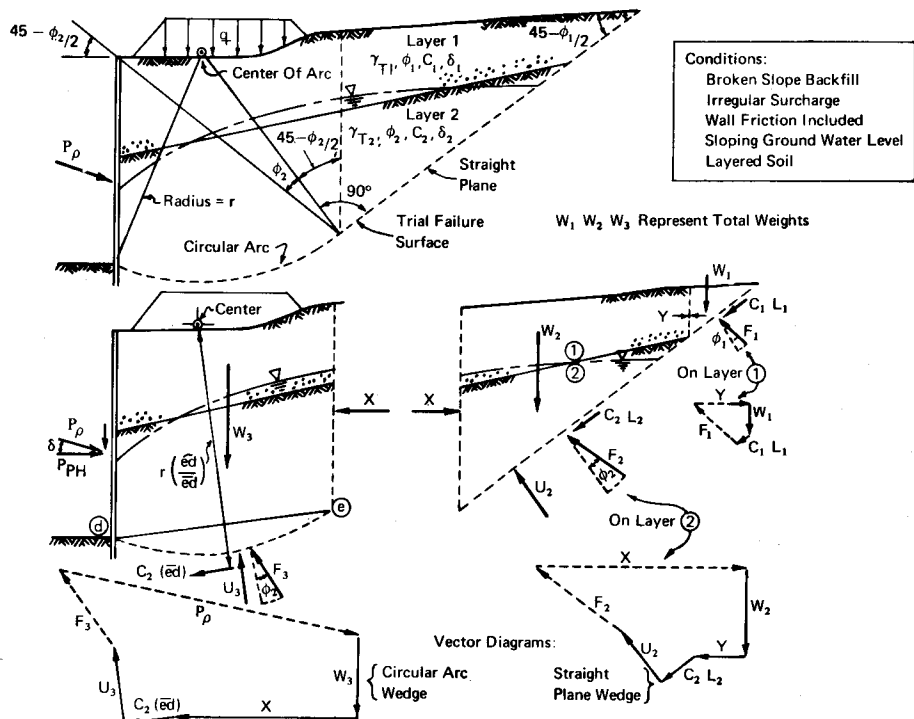 45 - ϕ₂/2
q
Center Of Arc
Layer 1
γT1, ϕ₁, C₁, δ₁
45-ϕ₁/2
Layer 2
γT2, ϕ₂, C₂, δ₂
45-ϕ₂/2
ϕ₂
90°
Pρ
Radius = r
Circular Arc
Straight
Plane
Trial Failure
Surface
Conditions:
Broken Slope Backfill
Irregular Surcharge
Wall Friction Included
Sloping Ground Water Level
Layered Soil
W₁ W₂ W₃ Represent Total Weights
Center
W₃
X
Pρ
δ
PPH
r (e͡d/e̅d̅)
d
e
C₂ (e̅d̅)
U₃
F₃
ϕ₂
X
W₂
1
2
Y
W₁
C₁ L₁
F₁
ϕ₁
On Layer 1
C₂ L₂
F₂
ϕ₂
U₂
On Layer 2
Y
W₁
F₁
C₁ L₁
Vector Diagrams:
F₃
Pρ
U₃
C₂ (e̅d̅)
X
W₃
Circular Arc
Wedge
Straight
Plane Wedge
X
W₂
F₂
U₂
Y
C₂ L₂